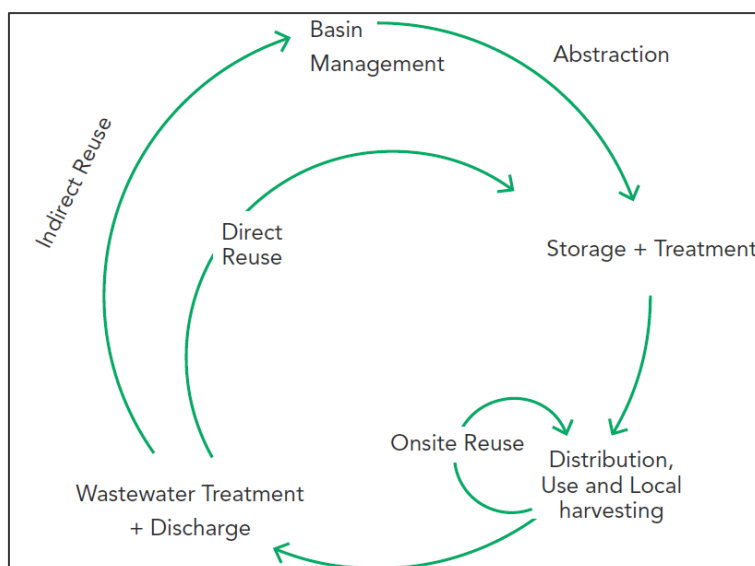 Basin
Management
Abstraction
Indirect Reuse
Direct
Reuse
Storage + Treatment
Onsite Reuse
Distribution,
Use and Local
harvesting
Wastewater Treatment
+ Discharge